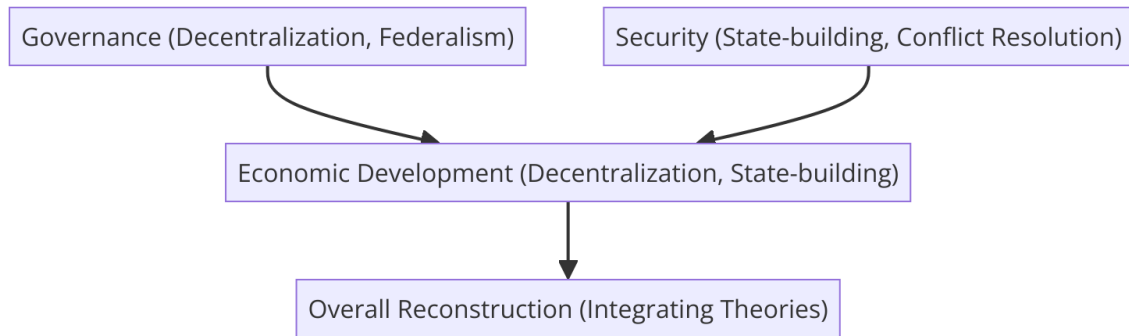 Governance (Decentralization, Federalism)
Security (State-building, Conflict Resolution)
Economic Development (Decentralization, State-building)
Overall Reconstruction (Integrating Theories)